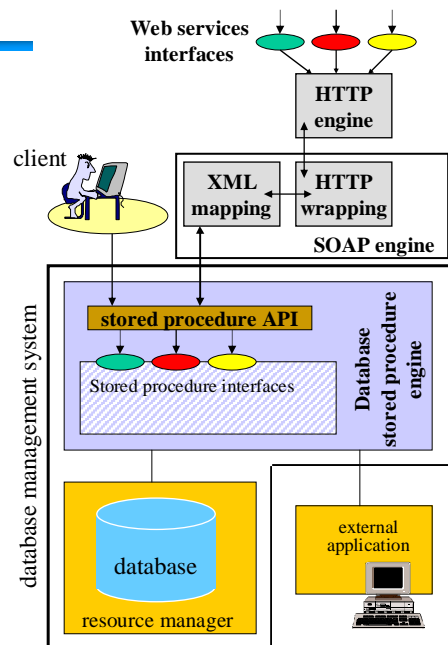 Web services
interfaces
HTTP
engine
client
XML
mapping
HTTP
wrapping
SOAP engine
database management system
stored procedure API
Stored procedure interfaces
Database
stored procedure
engine
database
resource manager
external
application